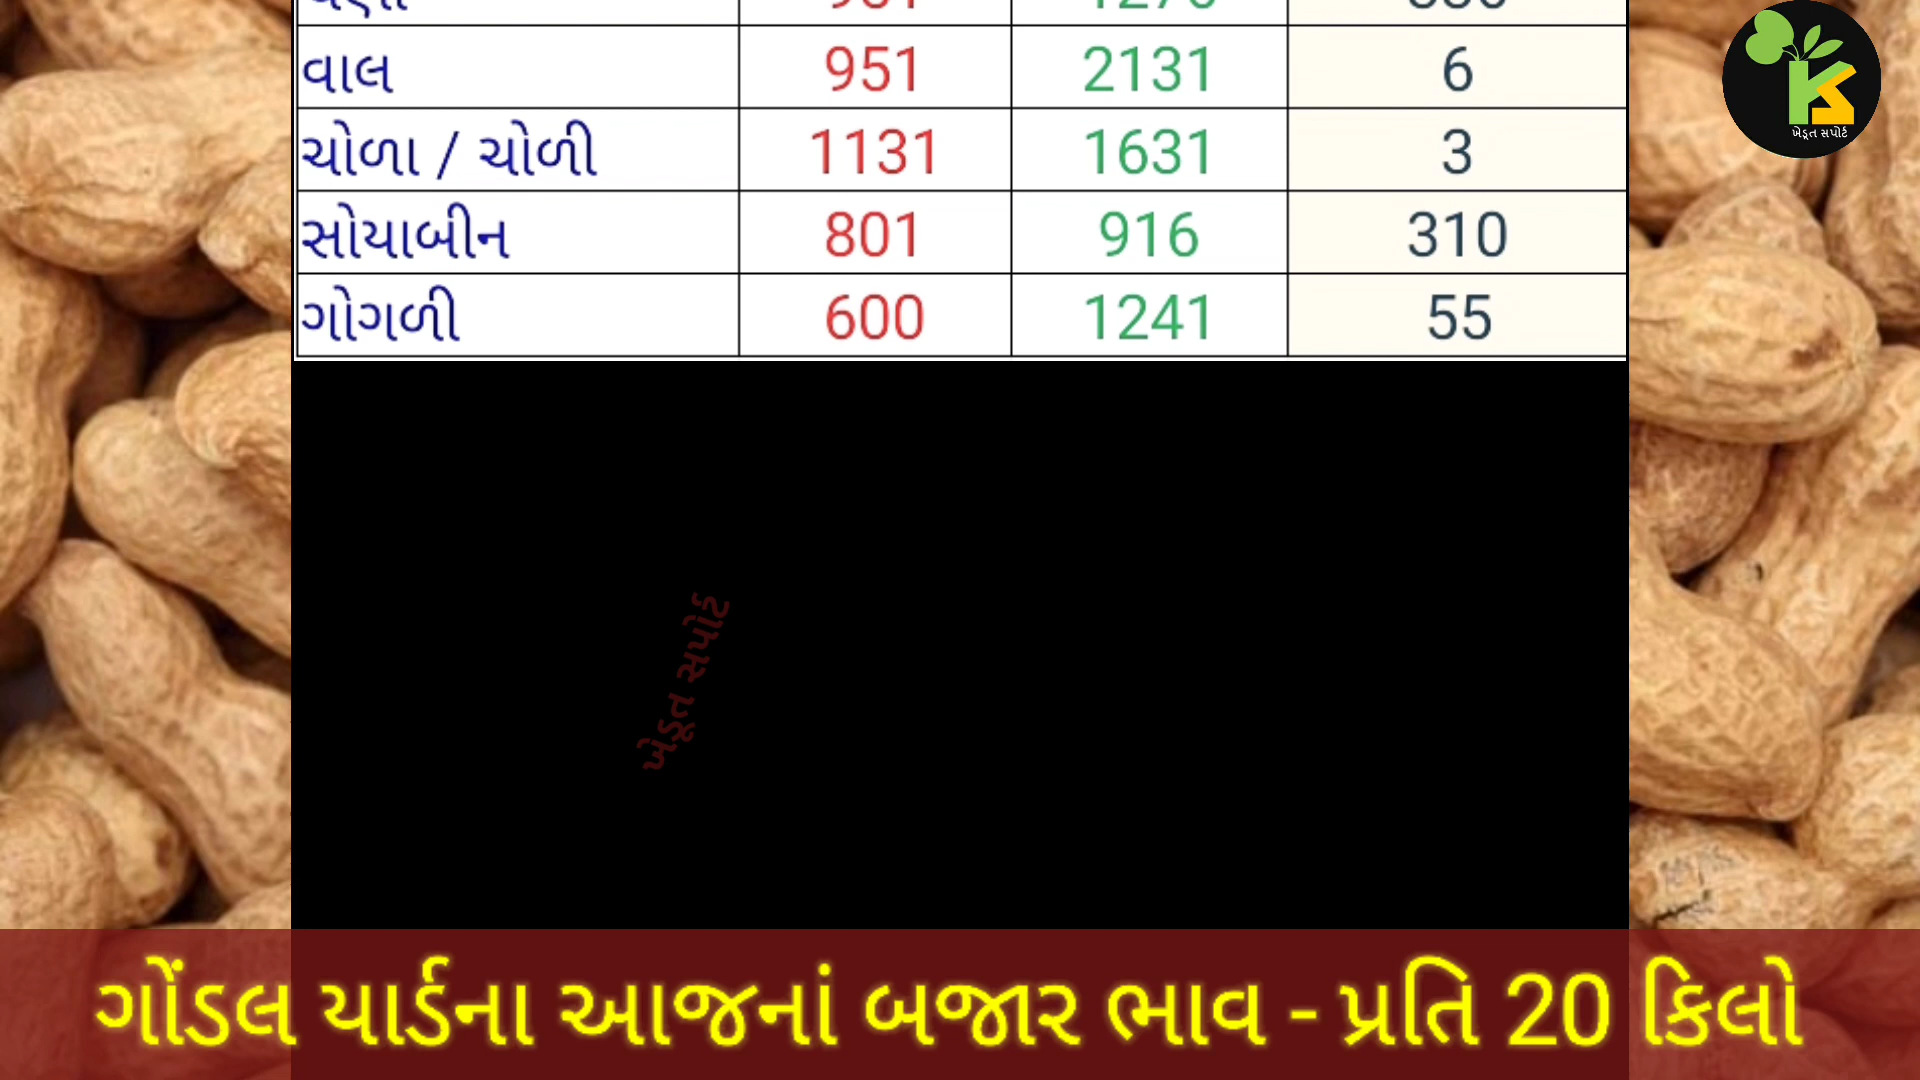 વાલ 951 2131 6
ચોળા / ચોળી 1131 1631 3
સોયાબીન 801 916 310
ગોગળી 600 1241 55
ખેડૂત સપોર્ટ
ખેડૂત સપોર્ટ
ગોંડલ યાર્ડના આજનાં બજાર ભાવ - પ્રતિ 20 કિલો